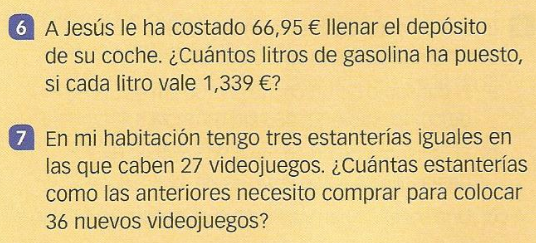 6 A Jesús le ha costado 66,95 € llenar el depósito
de su coche. ¿Cuántos litros de gasolina ha puesto,
si cada litro vale 1,339 €?
7 En mi habitación tengo tres estanterías iguales en
las que caben 27 videojuegos. ¿Cuántas estanterías
como las anteriores necesito comprar para colocar
36 nuevos videojuegos?